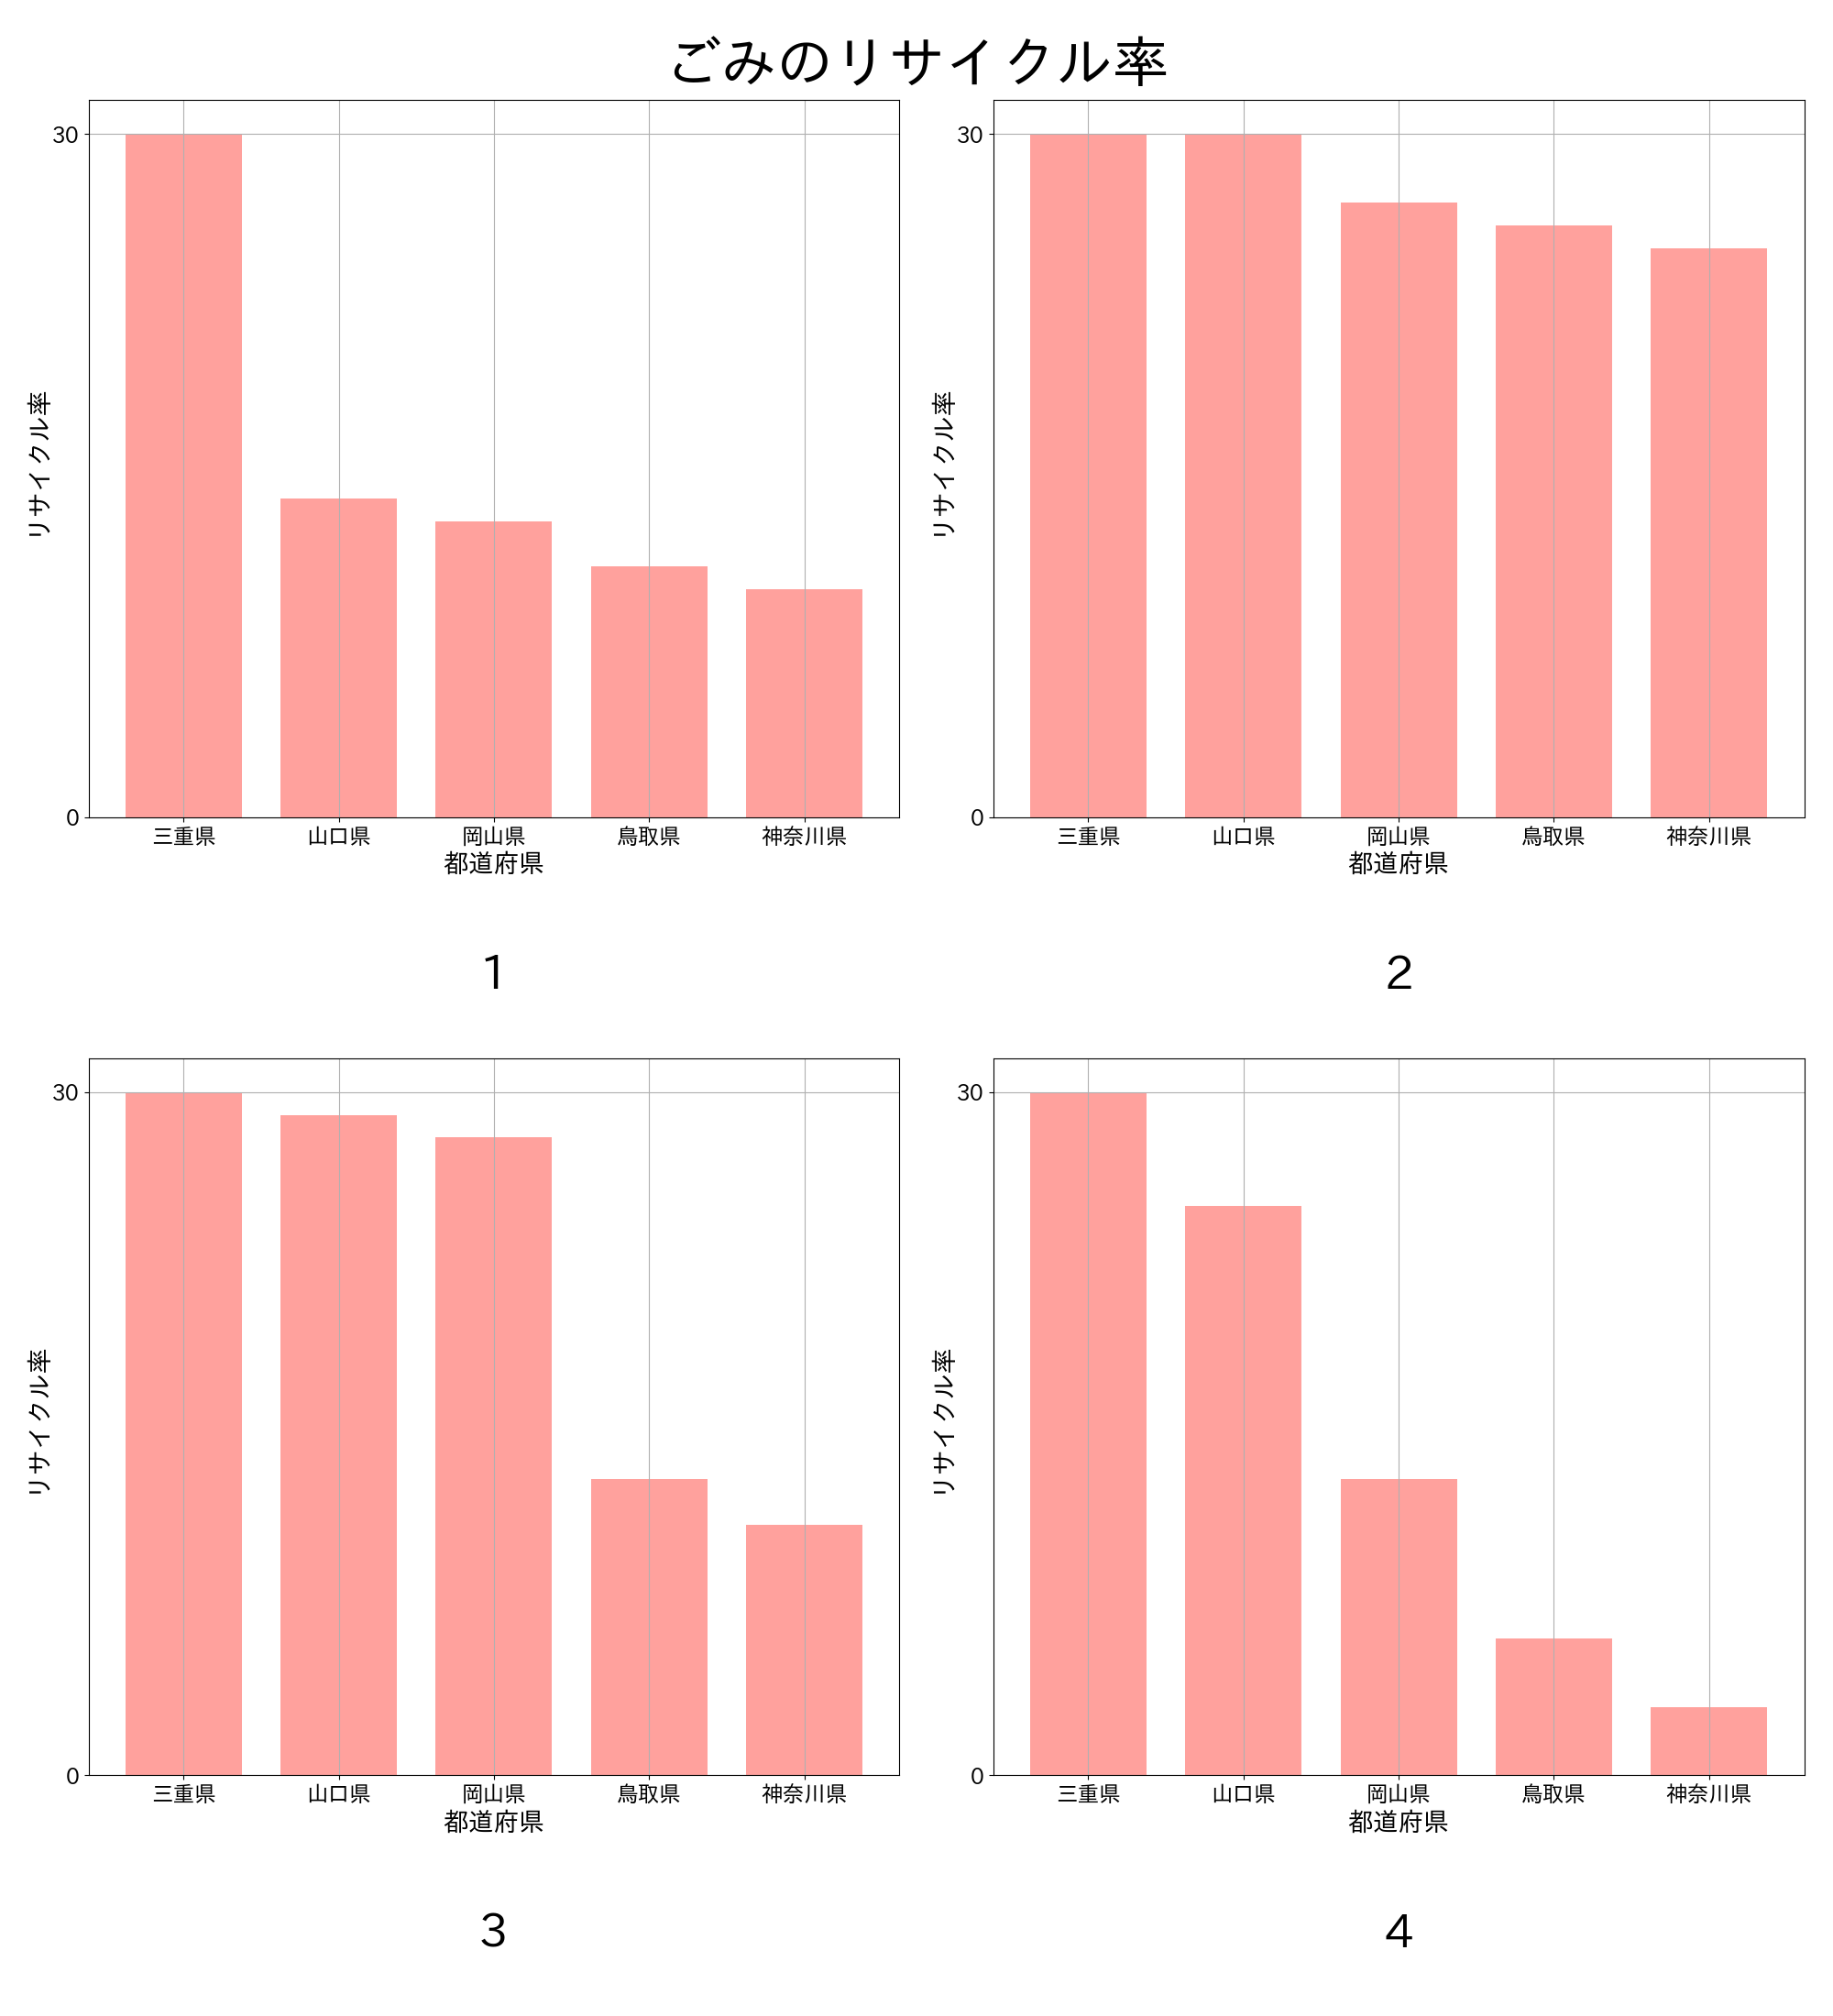 ごみのリサイクル率
30
0
リサイクル率
三重県 山口県 岡山県 鳥取県 神奈川県
都道府県
1
30
0
リサイクル率
三重県 山口県 岡山県 鳥取県 神奈川県
都道府県
2
30
0
リサイクル率
三重県 山口県 岡山県 鳥取県 神奈川県
都道府県
3
30
0
リサイクル率
三重県 山口県 岡山県 鳥取県 神奈川県
都道府県
4